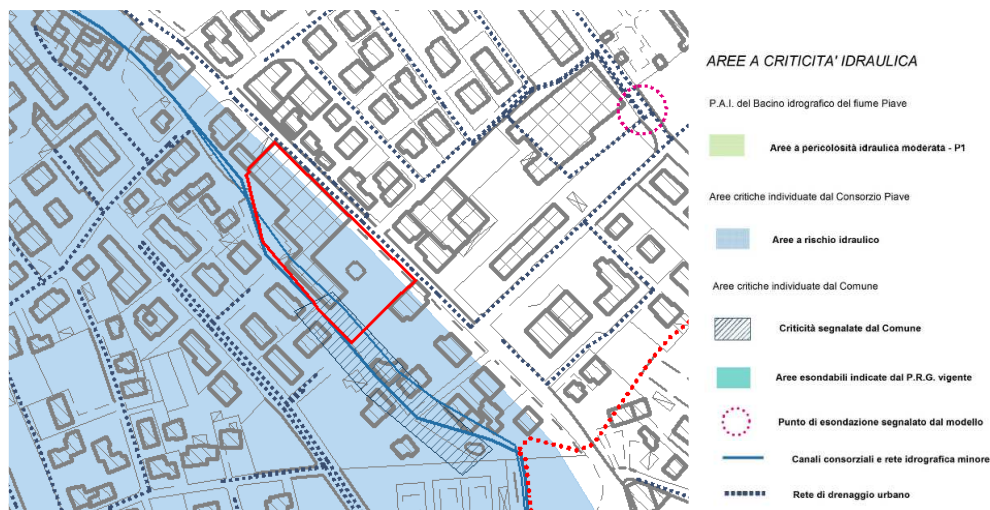 AREE A CRITICITA' IDRAULICA
P.A.I. del Bacino idrografico del fiume Piave
Aree a pericolosità idraulica moderata - P1
Aree critiche individuate dal Consorzio Piave
Aree a rischio idraulico
Aree critiche individuate dal Comune
Criticità segnalate dal Comune
Aree esondabili indicate dal P.R.G. vigente
Punto di esondazione segnalato dal modello
Canali consorziali e rete idrografica minore
Rete di drenaggio urbano